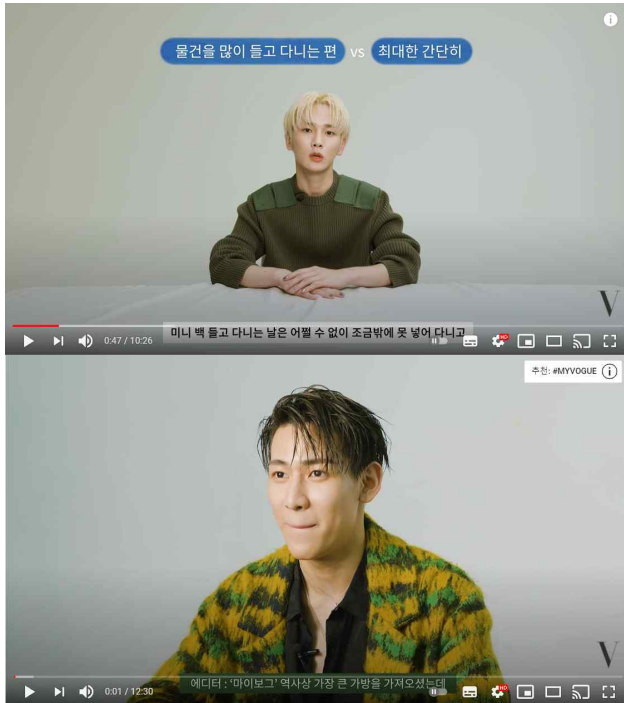 물건을 많이 들고 다니는 편 vs 최대한 간단히
V
미니 백 들고 다니는 날은 어쩔 수 없이 조금밖에 못 넣어 다니고
0:47 / 10:26
HD
추천: #MYVOGUE
V
에디터 : ‘마이보그’ 역사상 가장 큰 가방을 가져오셨는데
0:01 / 12:30
HD